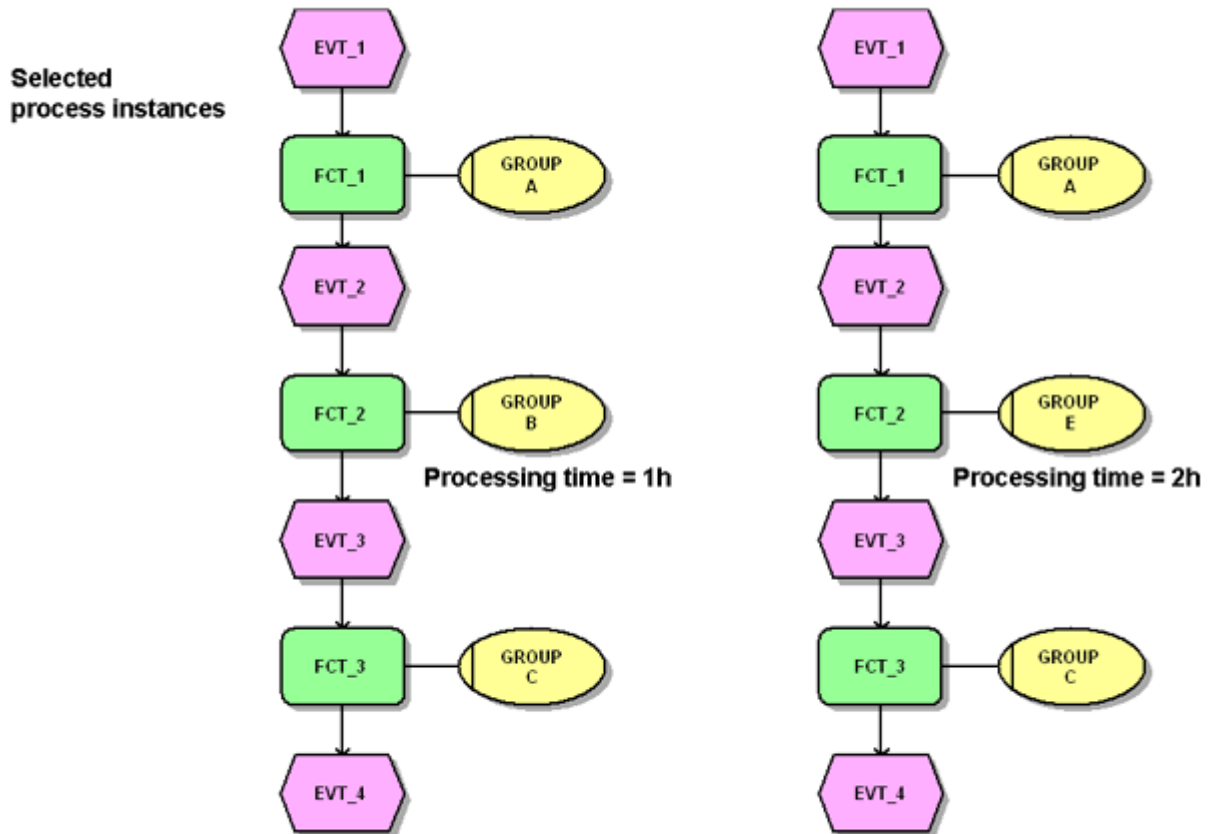 EVT_1
EVT_1
Selected
process instances
FCT_1
GROUP
A
FCT_1
GROUP
A
EVT_2
EVT_2
FCT_2
GROUP
B
FCT_2
GROUP
E
Processing time = 1h
Processing time = 2h
EVT_3
EVT_3
FCT_3
GROUP
C
FCT_3
GROUP
C
EVT_4
EVT_4